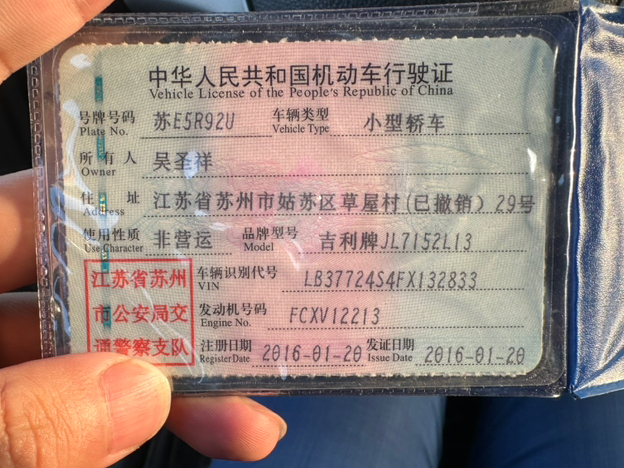 中华人民共和国机动车行驶证
Vehicle License of the People's Republic of China
号牌号码 苏E5R92U 车辆类型 小型轿车
Plate No. Vehicle Type
所有人 吴圣祥
Owner
住址 江苏省苏州市姑苏区草屋村(已撤销)29号
Address
使用性质 非营运 品牌型号 吉利牌JL7152L13
Use Character Model
江苏省苏州 车辆识别代号 LB37724S4FX132833
VIN
市公安局交 发动机号码 FCXV12213
Engine No.
通警察支队 注册日期 2016-01-20 发证日期 2016-01-20
Register Date Issue Date